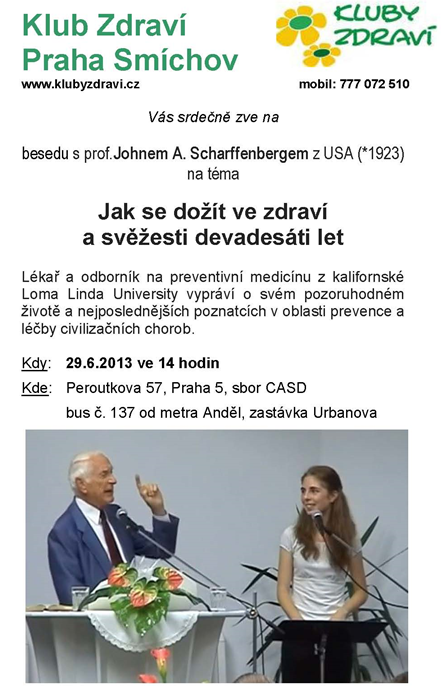 Klub Zdraví
Praha Smíchov
KLUBY
ZDRAVÍ
www.klubyzdravi.cz
mobil: 777 072 510
Vás srdečně zve na
besedu s prof.Johnem A. Scharffenbergem z USA (*1923)
na téma
Jak se dožít ve zdraví
a svěžesti devadesáti let
Lékař a odborník na preventivní medicínu z kalifornské
Loma Linda University vypráví o svém pozoruhodném
životě a nejposlednějších poznatcích v oblasti prevence a
léčby civilizačních chorob.
Kdy: 29.6.2013 ve 14 hodin
Kde: Peroutkova 57, Praha 5, sbor CASD
bus č. 137 od metra Anděl, zastávka Urbanova